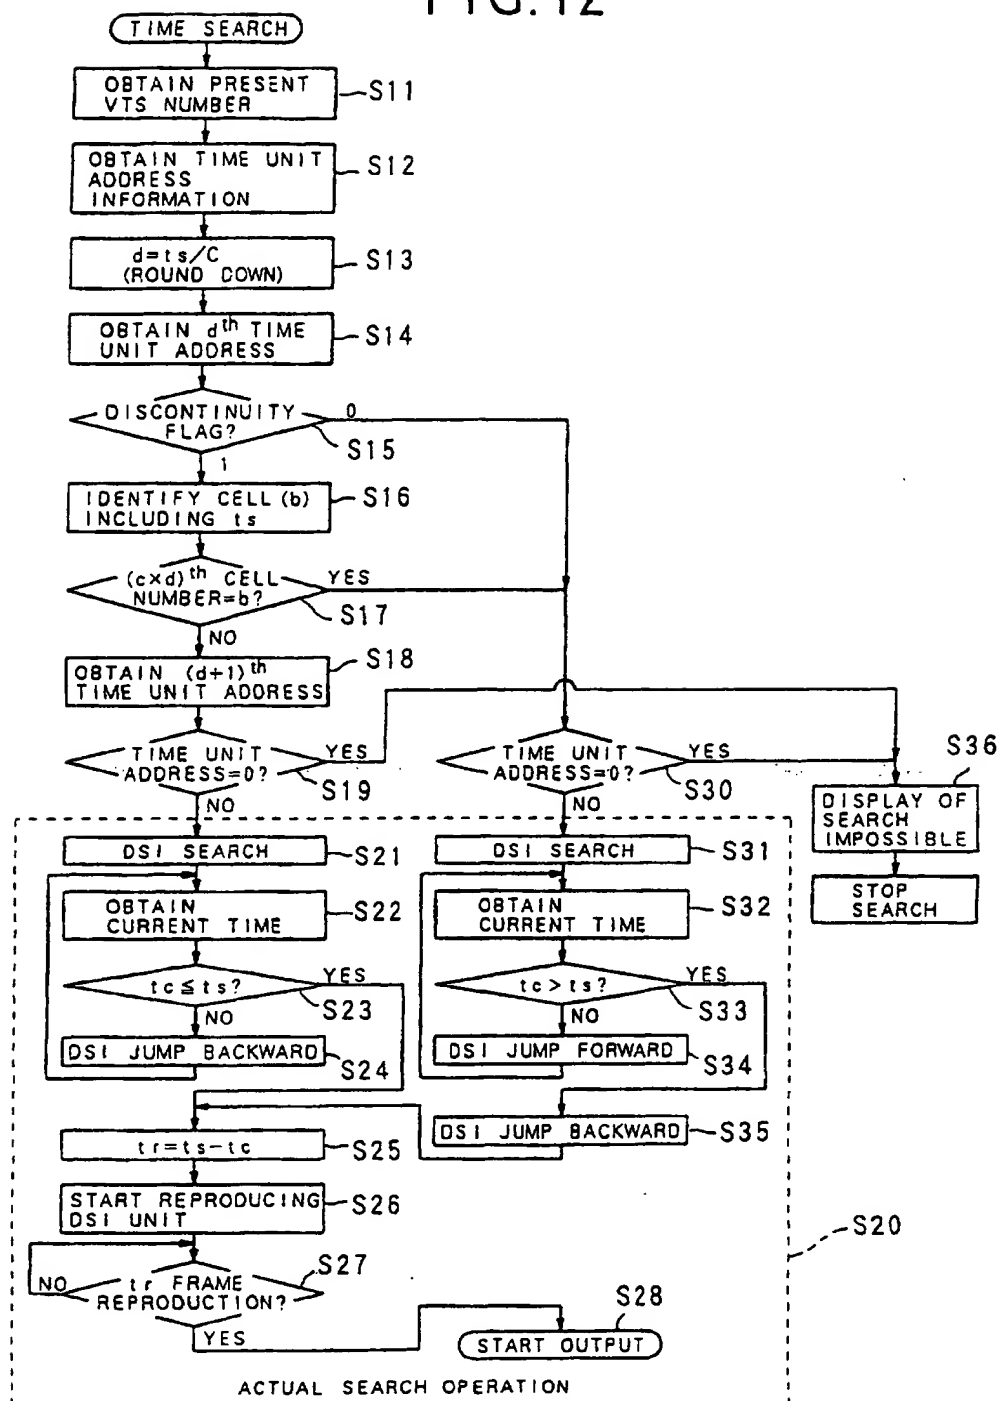 FIG.12
TIME SEARCH
OBTAIN PRESENT
VTS NUMBER
S11
OBTAIN TIME UNIT
ADDRESS
INFORMATION
S12
d=ts/C
(ROUND DOWN)
S13
OBTAIN dth TIME
UNIT ADDRESS
S14
DISCONTINUITY
FLAG?
0
S15
1
IDENTIFY CELL(b)
INCLUDING ts
S16
(c×d)th CELL
NUMBER=b?
YES
S17
NO
OBTAIN (d+1)th
TIME UNIT ADDRESS
S18
TIME UNIT
ADDRESS=0?
YES
S19
NO
TIME UNIT
ADDRESS=0?
YES
S30
NO
S36
DISPLAY OF
SEARCH
IMPOSSIBLE
STOP
SEARCH
DSI SEARCH
S21
DSI SEARCH
S31
OBTAIN
CURRENT TIME
S22
OBTAIN
CURRENT TIME
S32
tc≦ts?
YES
S23
NO
tc>ts?
YES
S33
NO
DSI JUMP BACKWARD
S24
DSI JUMP FORWARD
S34
DSI JUMP BACKWARD
S35
tr=ts-tc
S25
START REPRODUCING
DSI UNIT
S26
S20
tr FRAME
REPRODUCTION?
S27
NO
YES
S28
START OUTPUT
ACTUAL SEARCH OPERATION